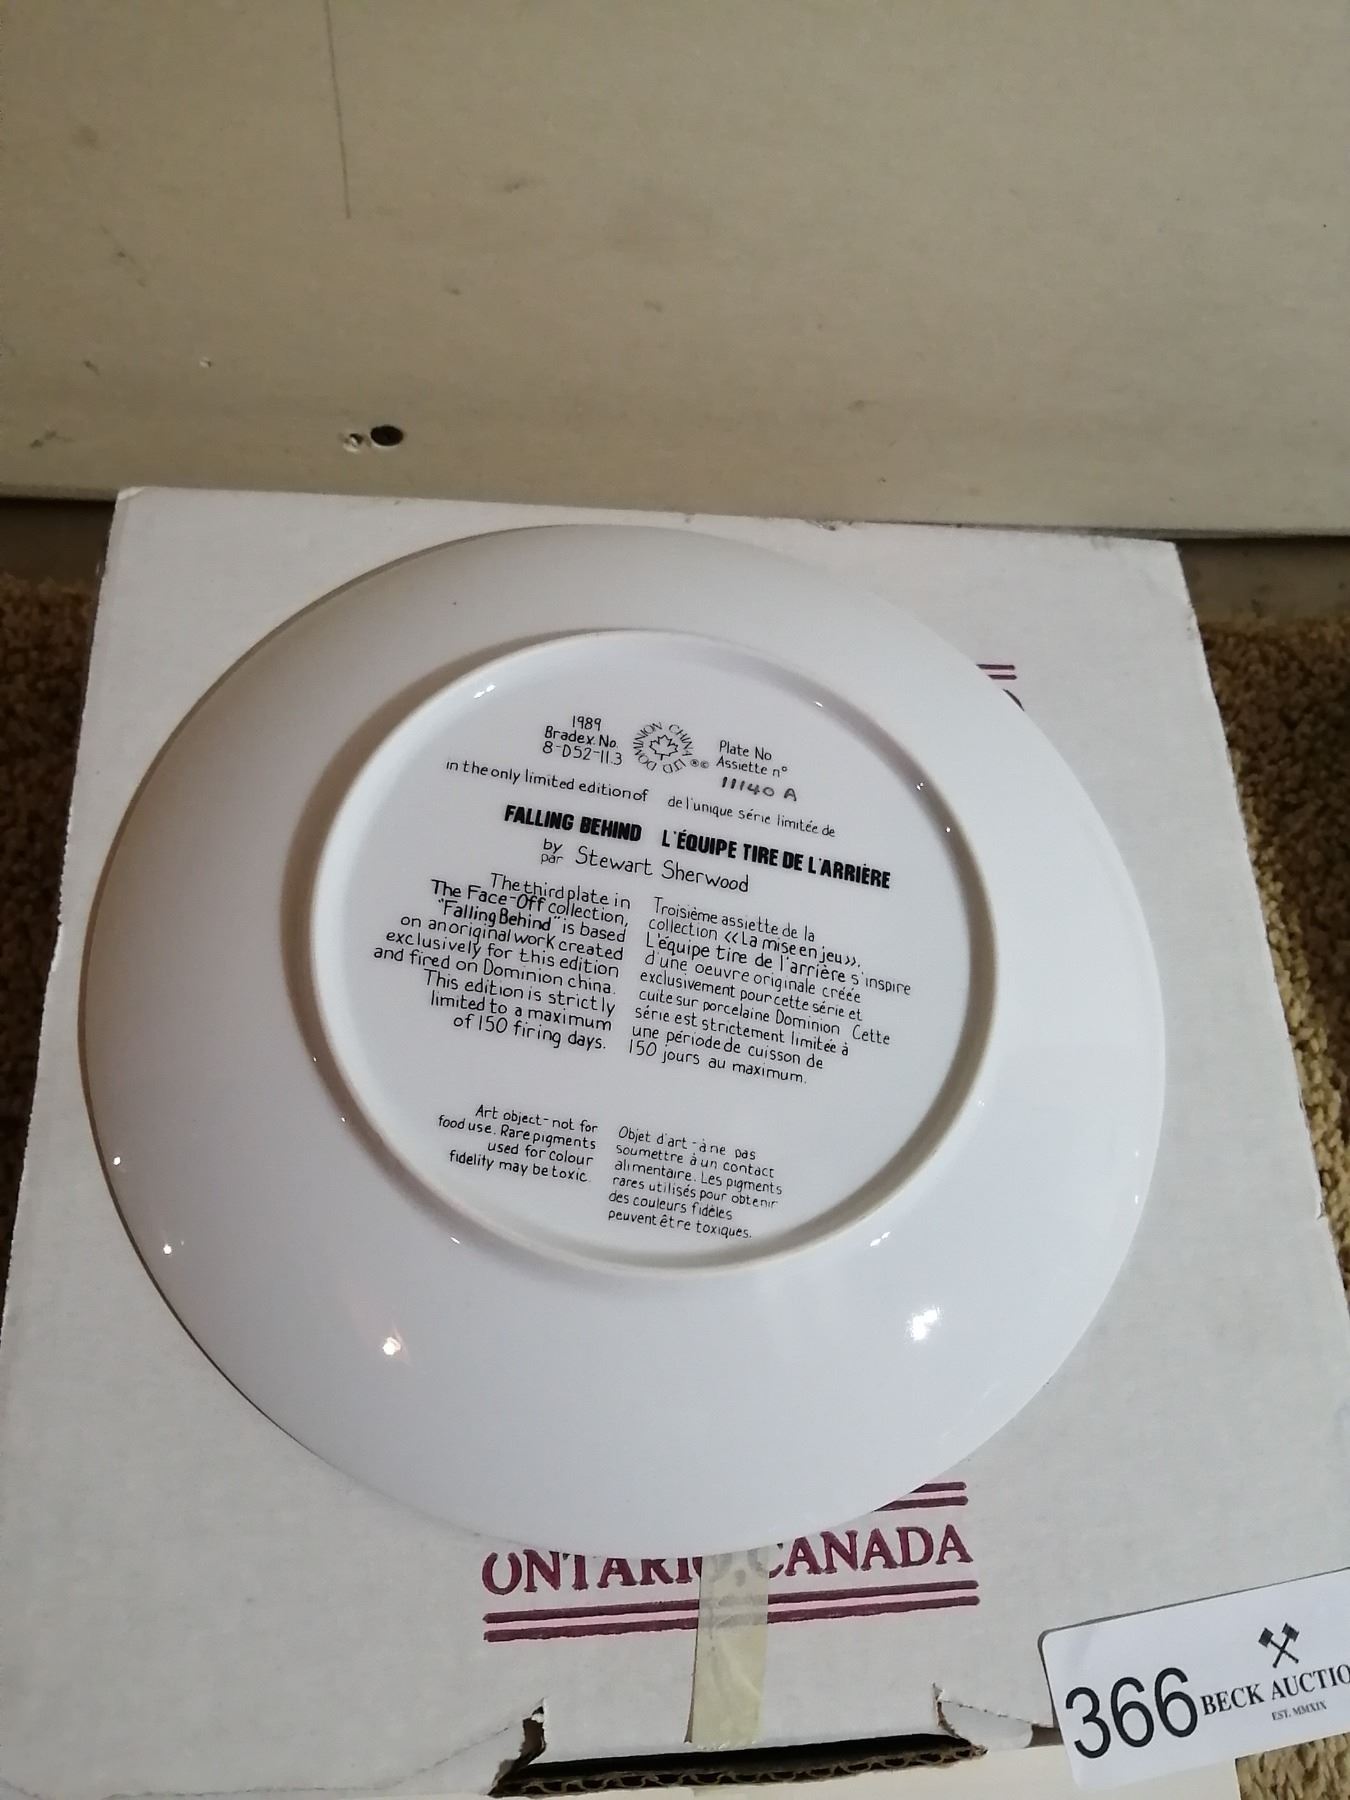 1989
Bradex. No.
8-D52-11.3
DOMINION CHINA LTD
®©
Plate No
Assiette n°
11140 A
in the only limited edition of
de l'unique série limitée de
FALLING BEHIND
L'ÉQUIPE TIRE DE L'ARRIÈRE
by
par
Stewart Sherwood
The third plate in
The Face-Off collection,
"Falling Behind" is based
on an original work created
exclusively for this edition
and fired on Dominion china.
This edition is strictly
limited to a maximum
of 150 firing days.
Troisième assiette de la
collection «La mise en jeu».
L'équipe tire de l'arrière s'inspire
d'une oeuvre originale créée
exclusivement pour cette série et
cuite sur porcelaine Dominion Cette
série est strictement limitée à
une période de cuisson de
150 jours au maximum.
Art object - not for
food use. Rare pigments
used for colour
fidelity may be toxic.
Objet d'art - à ne pas
soumettre à un contact
alimentaire. Les pigments
rares utilisés pour obtenir
des couleurs fidèles
peuvent être toxiques.
ONTARIO, CANADA
366
BECK AUCTIO
EST. MMXIX